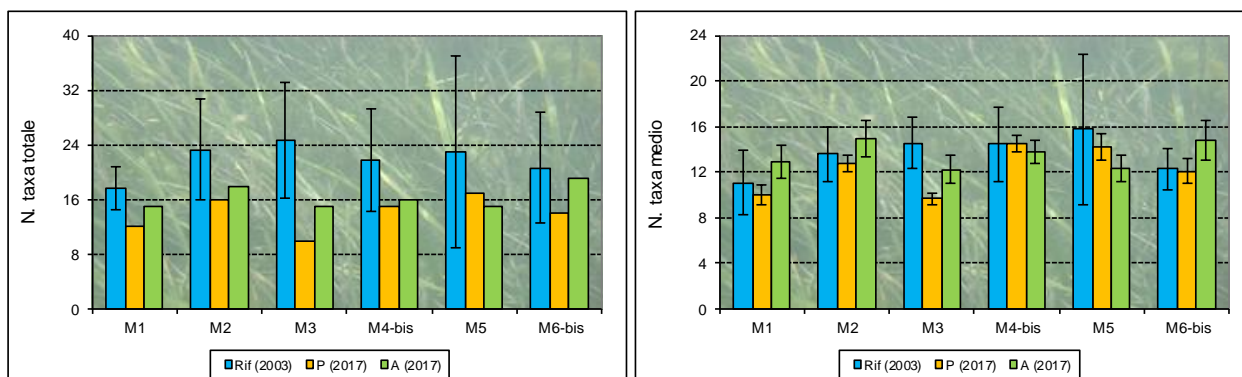 N. taxa totale
40
32
24
16
8
0
M1 M2 M3 M4-bis M5 M6-bis
Rif (2003) P (2017) A (2017)
N. taxa medio
24
20
16
12
8
4
0
M1 M2 M3 M4-bis M5 M6-bis
Rif (2003) P (2017) A (2017)